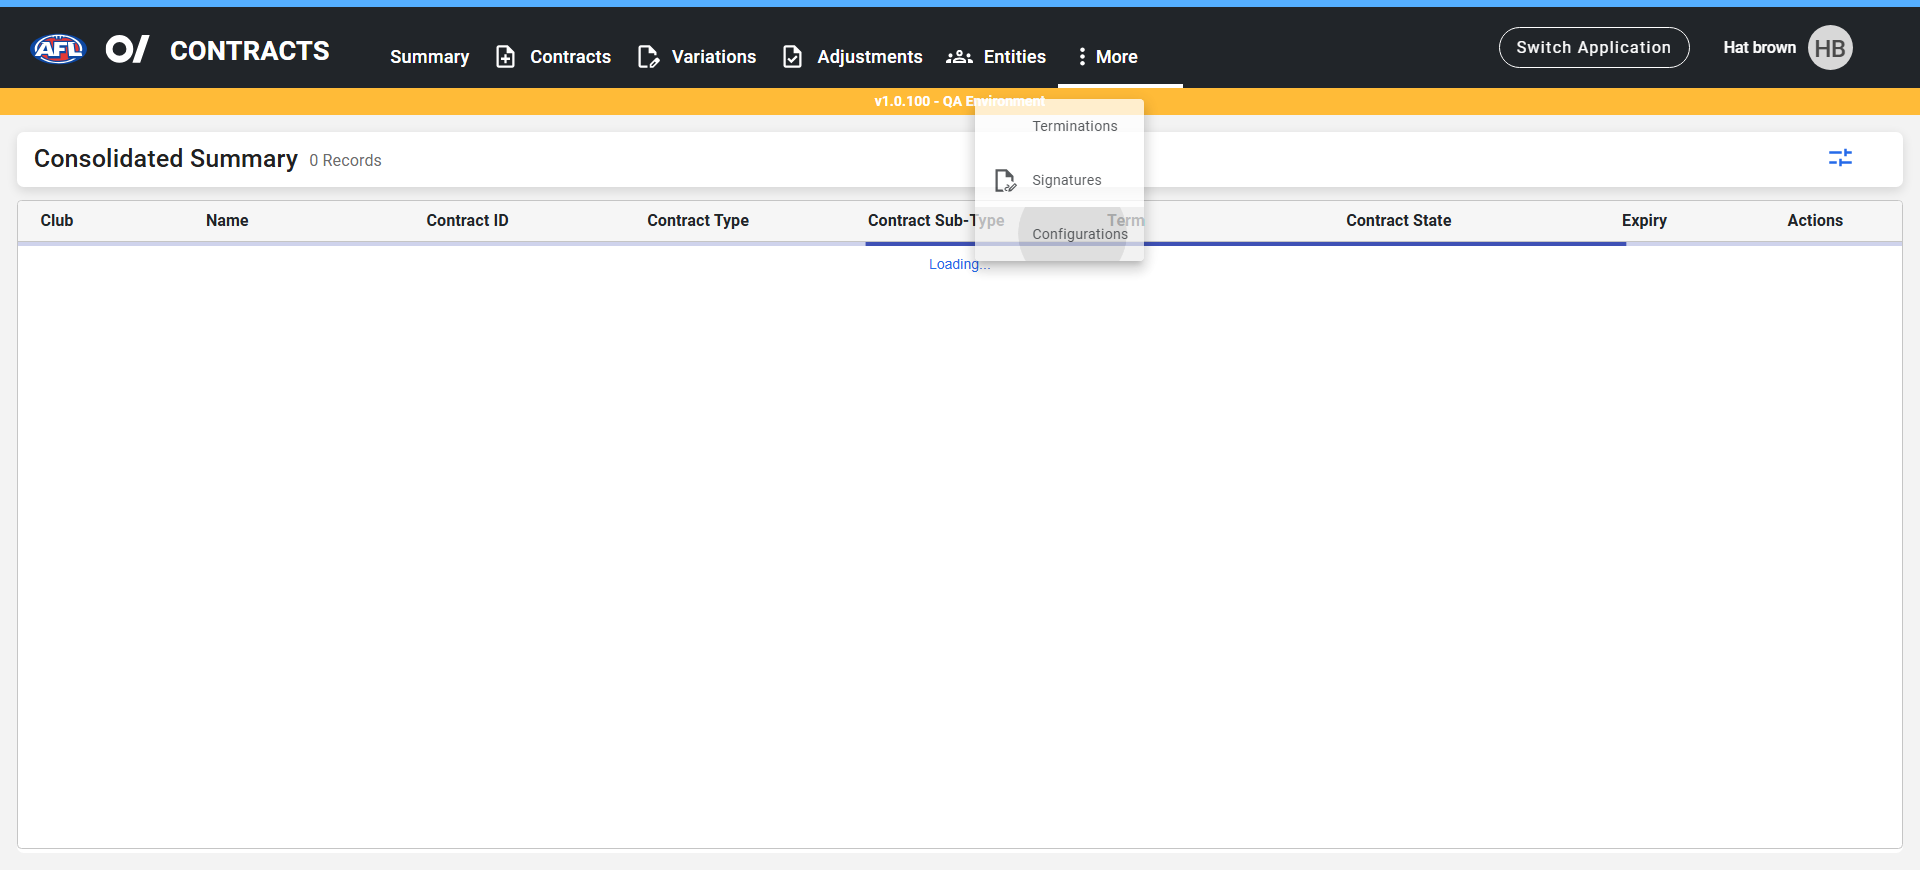 AFL O/ CONTRACTS Summary Contracts Variations Adjustments Entities More Switch Application Hat brown HB
v1.0.100 - QA Environment
Terminations
Consolidated Summary 0 Records
Signatures
Club Name Contract ID Contract Type Contract Sub-Type Term Contract State Expiry Actions
Configurations
Loading...